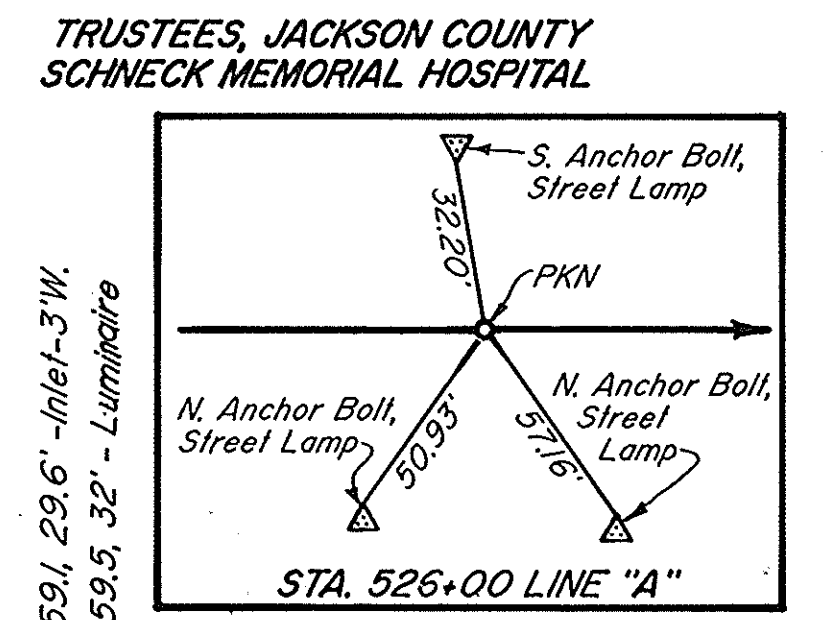 TRUSTEES, JACKSON COUNTY
SCHNECK MEMORIAL HOSPITAL
S. Anchor Bolt,
Street Lamp
32.20'
PKN
N. Anchor Bolt,
Street Lamp
50.93'
57.16'
N. Anchor Bolt,
Street
Lamp
STA. 526+00 LINE "A"
59.1, 29.6' -Inlet-3'W.
59.5, 32' - Luminaire